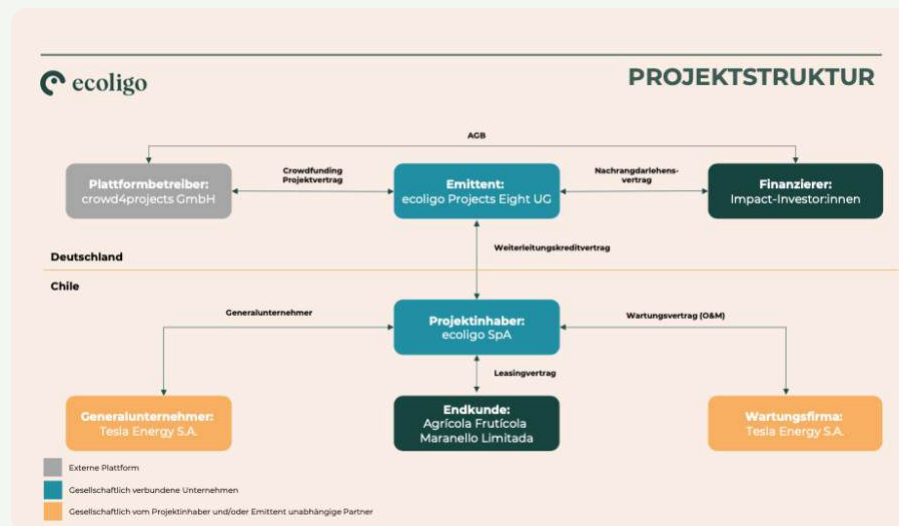 ecoligo
PROJEKTSTRUKTUR
AGB
Plattformbetreiber:
crowd4projects GmbH
Crowdfunding
Projektvertrag
Emittent:
ecoligo Projects Eight UG
Nachrangdarlehens-
vertrag
Finanzierer:
Impact-Investor:innen
Weiterleitungskreditvertrag
Deutschland
Chile
Generalunternehmer
Projektinhaber:
ecoligo SpA
Wartungsvertrag (O&M)
Leasingvertrag
Generalunternehmer:
Tesla Energy S.A.
Endkunde:
Agrícola Frutícola
Maranello Limitada
Wartungsfirma:
Tesla Energy S.A.
Externe Plattform
Gesellschaftlich verbundene Unternehmen
Gesellschaftlich vom Projektinhaber und/oder Emittent unabhängige Partner